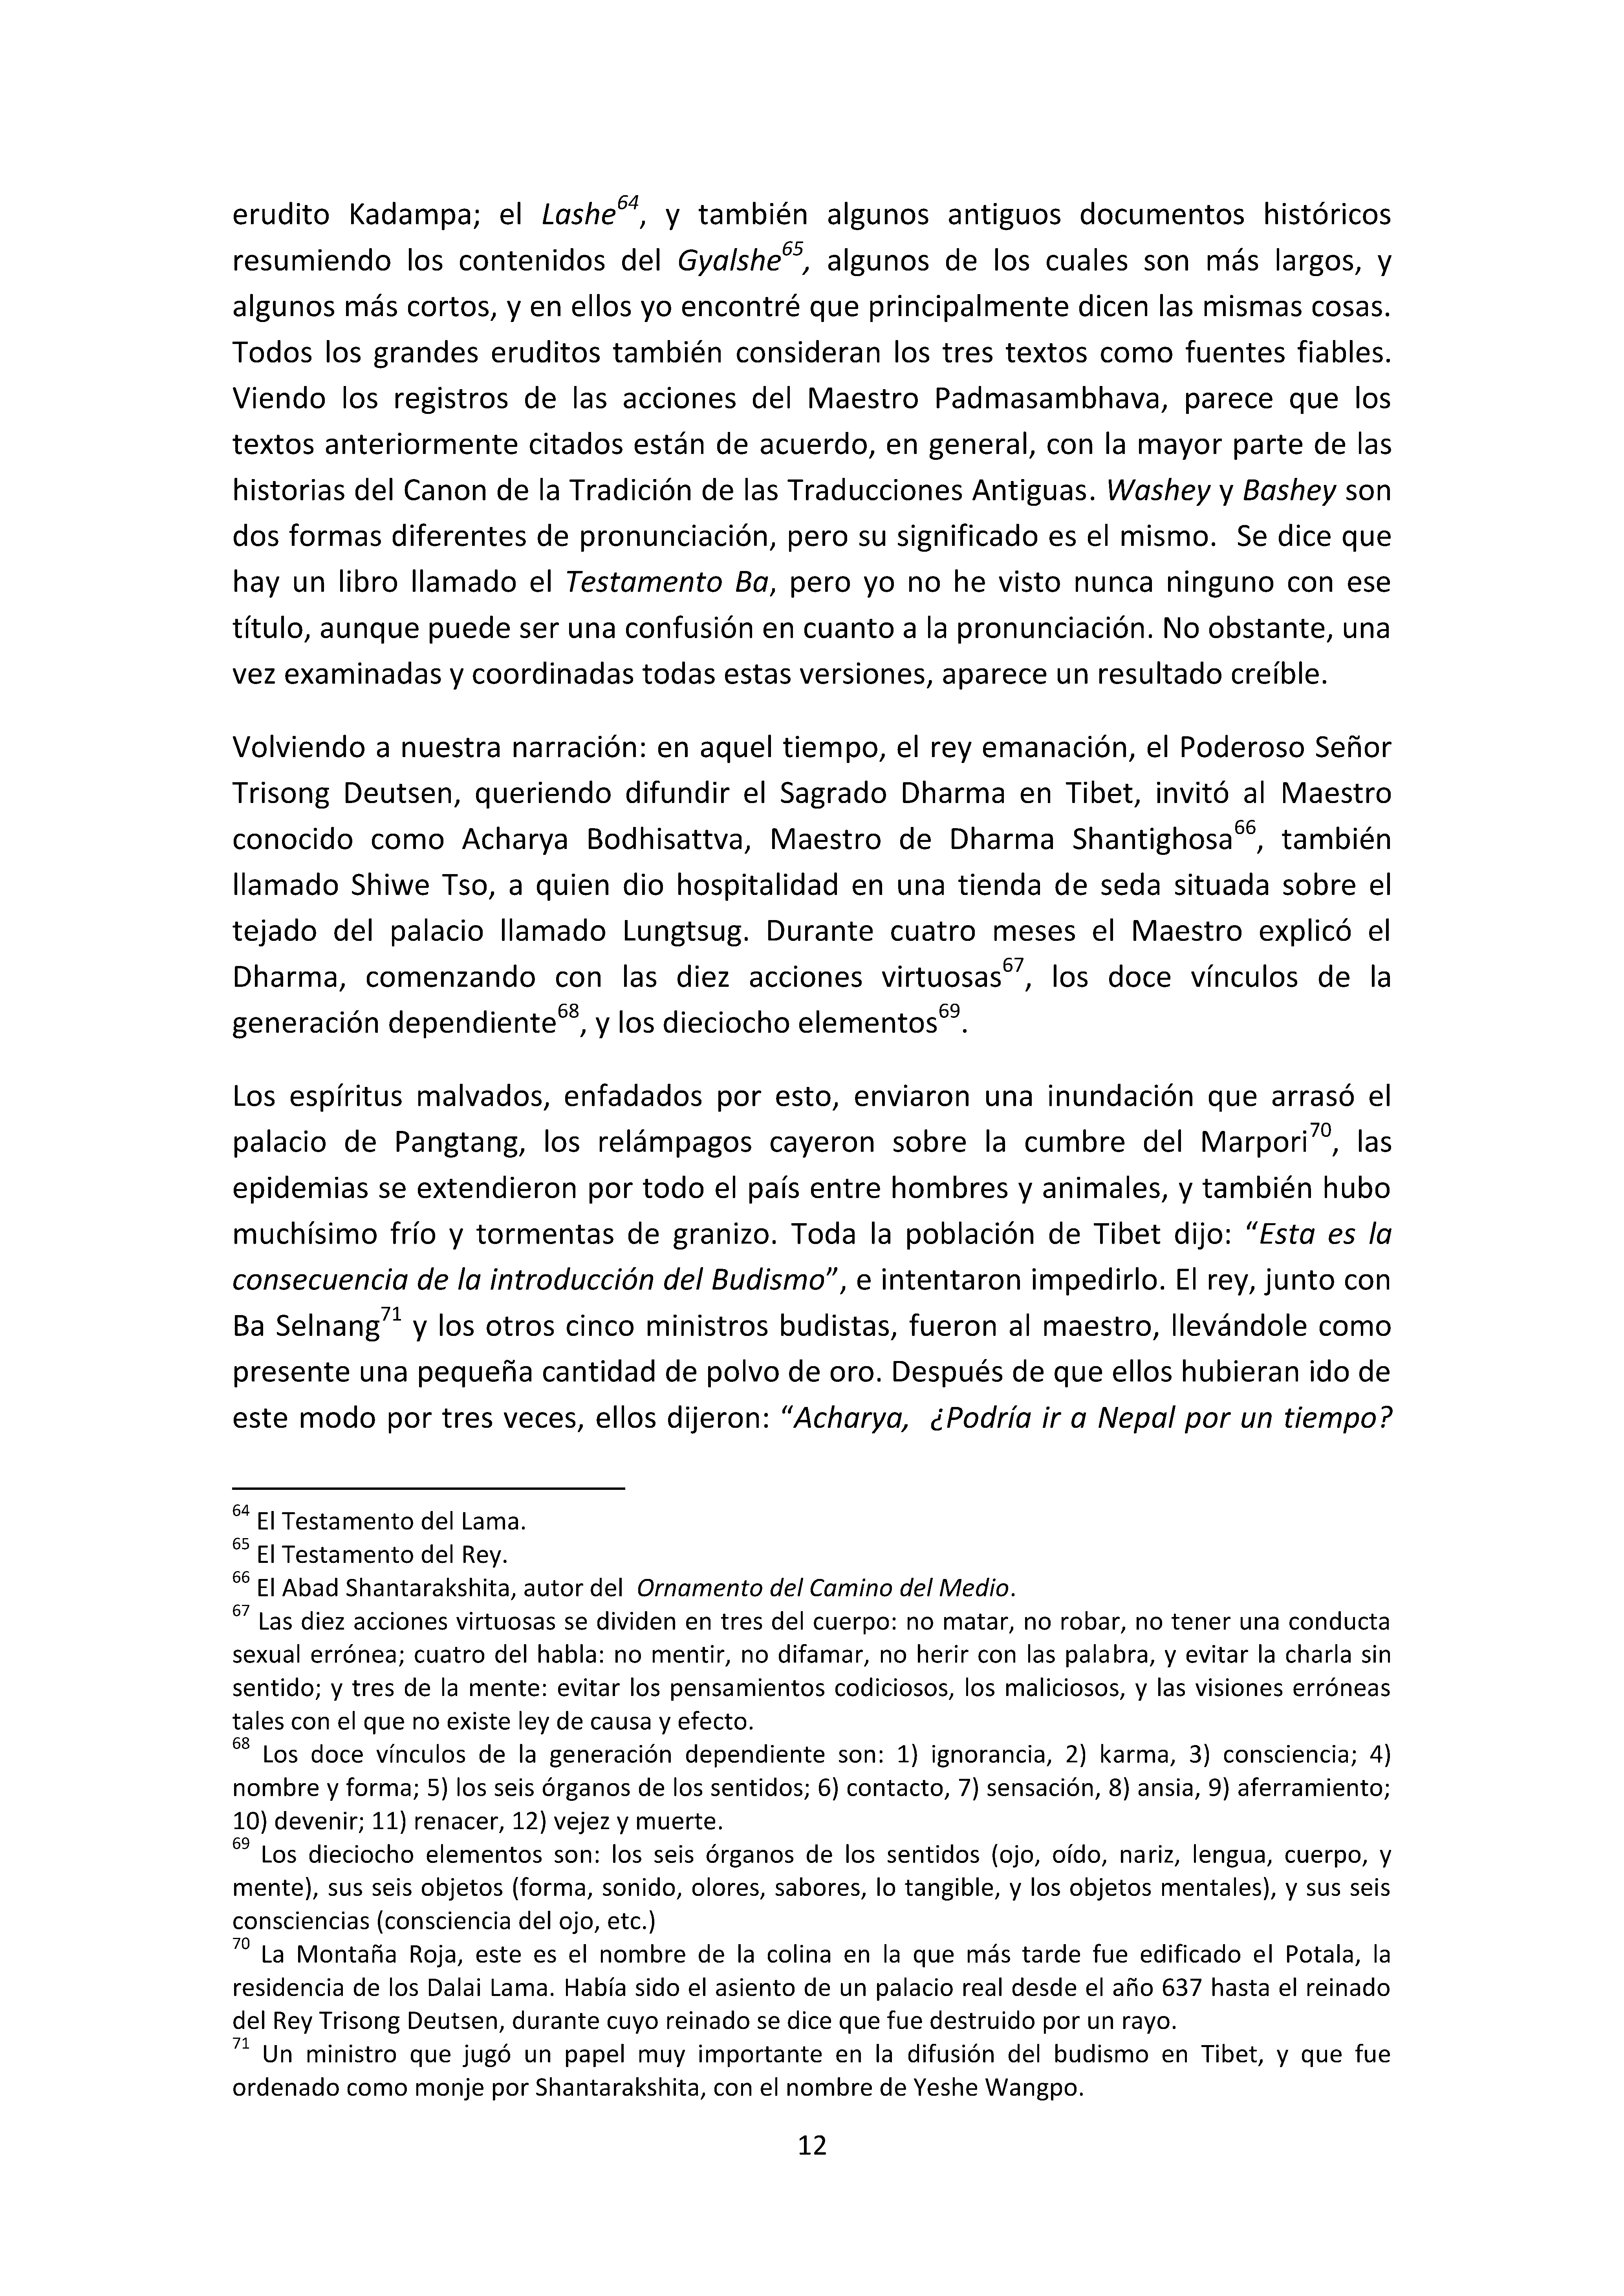 erudito Kadampa; el Lashe64, y también algunos antiguos documentos históricos
resumiendo los contenidos del Gyalshe65, algunos de los cuales son más largos, y
algunos más cortos, y en ellos yo encontré que principalmente dicen las mismas cosas.
Todos los grandes eruditos también consideran los tres textos como fuentes fiables.
Viendo los registros de las acciones del Maestro Padmasambhava, parece que los
textos anteriormente citados están de acuerdo, en general, con la mayor parte de las
historias del Canon de la Tradición de las Traducciones Antiguas. Washey y Bashey son
dos formas diferentes de pronunciación, pero su significado es el mismo.  Se dice que
hay un libro llamado el Testamento Ba, pero yo no he visto nunca ninguno con ese
título, aunque puede ser una confusión en cuanto a la pronunciación. No obstante, una
vez examinadas y coordinadas todas estas versiones, aparece un resultado creíble.
Volviendo a nuestra narración: en aquel tiempo, el rey emanación, el Poderoso Señor
Trisong Deutsen, queriendo difundir el Sagrado Dharma en Tibet, invitó al Maestro
conocido como Acharya Bodhisattva, Maestro de Dharma Shantighosa66, también
llamado Shiwe Tso, a quien dio hospitalidad en una tienda de seda situada sobre el
tejado del palacio llamado Lungtsug. Durante cuatro meses el Maestro explicó el
Dharma, comenzando con las diez acciones virtuosas67, los doce vínculos de la
generación dependiente68, y los dieciocho elementos69.
Los espíritus malvados, enfadados por esto, enviaron una inundación que arrasó el
palacio de Pangtang, los relámpagos cayeron sobre la cumbre del Marpori70, las
epidemias se extendieron por todo el país entre hombres y animales, y también hubo
muchísimo frío y tormentas de granizo. Toda la población de Tibet dijo: “Esta es la
consecuencia de la introducción del Budismo”, e intentaron impedirlo. El rey, junto con
Ba Selnang71 y los otros cinco ministros budistas, fueron al maestro, llevándole como
presente una pequeña cantidad de polvo de oro. Después de que ellos hubieran ido de
este modo por tres veces, ellos dijeron: “Acharya,  ¿Podría ir a Nepal por un tiempo?
64 El Testamento del Lama.
65 El Testamento del Rey.
66 El Abad Shantarakshita, autor del  Ornamento del Camino del Medio.
67 Las diez acciones virtuosas se dividen en tres del cuerpo: no matar, no robar, no tener una conducta
sexual errónea; cuatro del habla: no mentir, no difamar, no herir con las palabra, y evitar la charla sin
sentido; y tres de la mente: evitar los pensamientos codiciosos, los maliciosos, y las visiones erróneas
tales con el que no existe ley de causa y efecto.
68 Los doce vínculos de la generación dependiente son: 1) ignorancia, 2) karma, 3) consciencia; 4)
nombre y forma; 5) los seis órganos de los sentidos; 6) contacto, 7) sensación, 8) ansia, 9) aferramiento;
10) devenir; 11) renacer, 12) vejez y muerte.
69 Los dieciocho elementos son: los seis órganos de los sentidos (ojo, oído, nariz, lengua, cuerpo, y
mente), sus seis objetos (forma, sonido, olores, sabores, lo tangible, y los objetos mentales), y sus seis
consciencias (consciencia del ojo, etc.)
70 La Montaña Roja, este es el nombre de la colina en la que más tarde fue edificado el Potala, la
residencia de los Dalai Lama. Había sido el asiento de un palacio real desde el año 637 hasta el reinado
del Rey Trisong Deutsen, durante cuyo reinado se dice que fue destruido por un rayo.
71 Un ministro que jugó un papel muy importante en la difusión del budismo en Tibet, y que fue
ordenado como monje por Shantarakshita, con el nombre de Yeshe Wangpo.
12